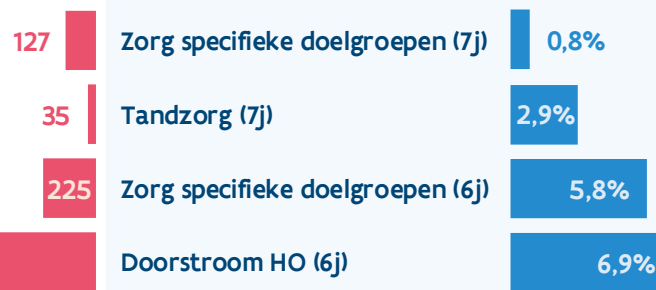 127 Zorg specifieke doelgroepen (7j) 0,8%
35 Tandzorg (7j) 2,9%
225 Zorg specifieke doelgroepen (6j) 5,8%
Doorstroom HO (6j) 6,9%